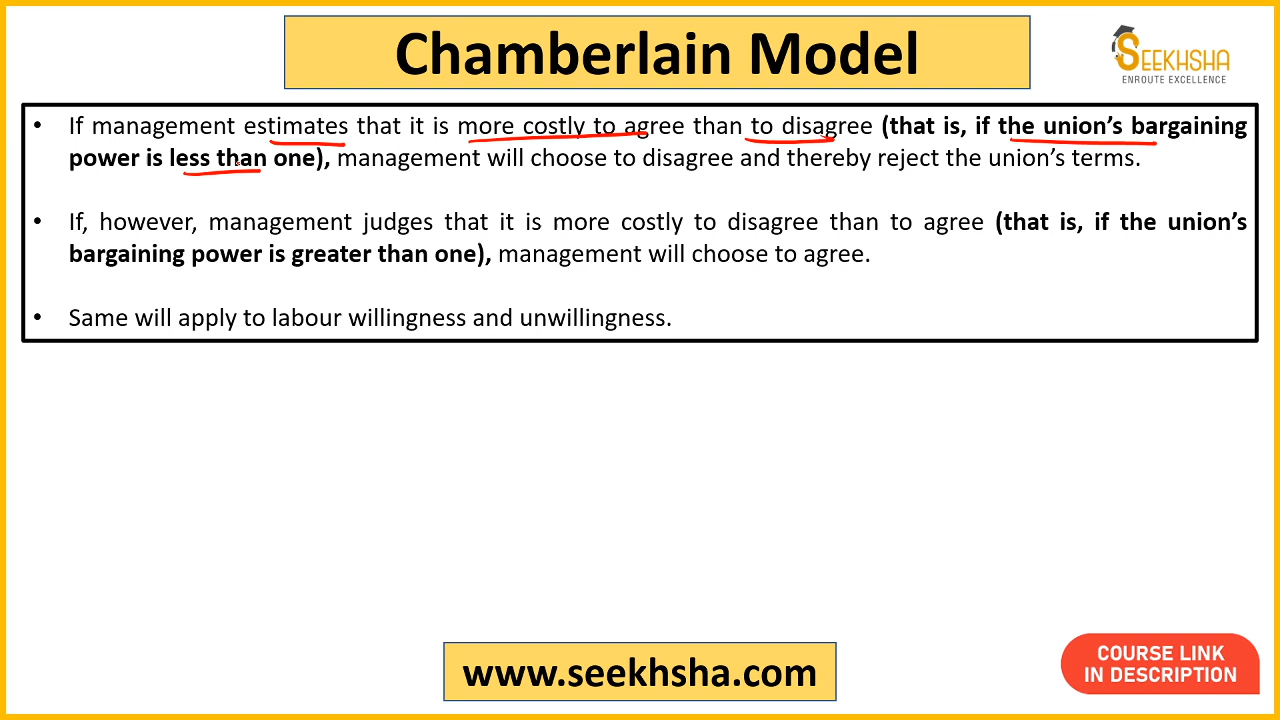 Chamberlain Model
SEEKHSHA
ENROUTE EXCELLENCE
• If management estimates that it is more costly to agree than to disagree (that is, if the union's bargaining
power is less than one), management will choose to disagree and thereby reject the union's terms.
• If, however, management judges that it is more costly to disagree than to agree (that is, if the union's
bargaining power is greater than one), management will choose to agree.
• Same will apply to labour willingness and unwillingness.
www.seekhsha.com
COURSE LINK
IN DESCRIPTION